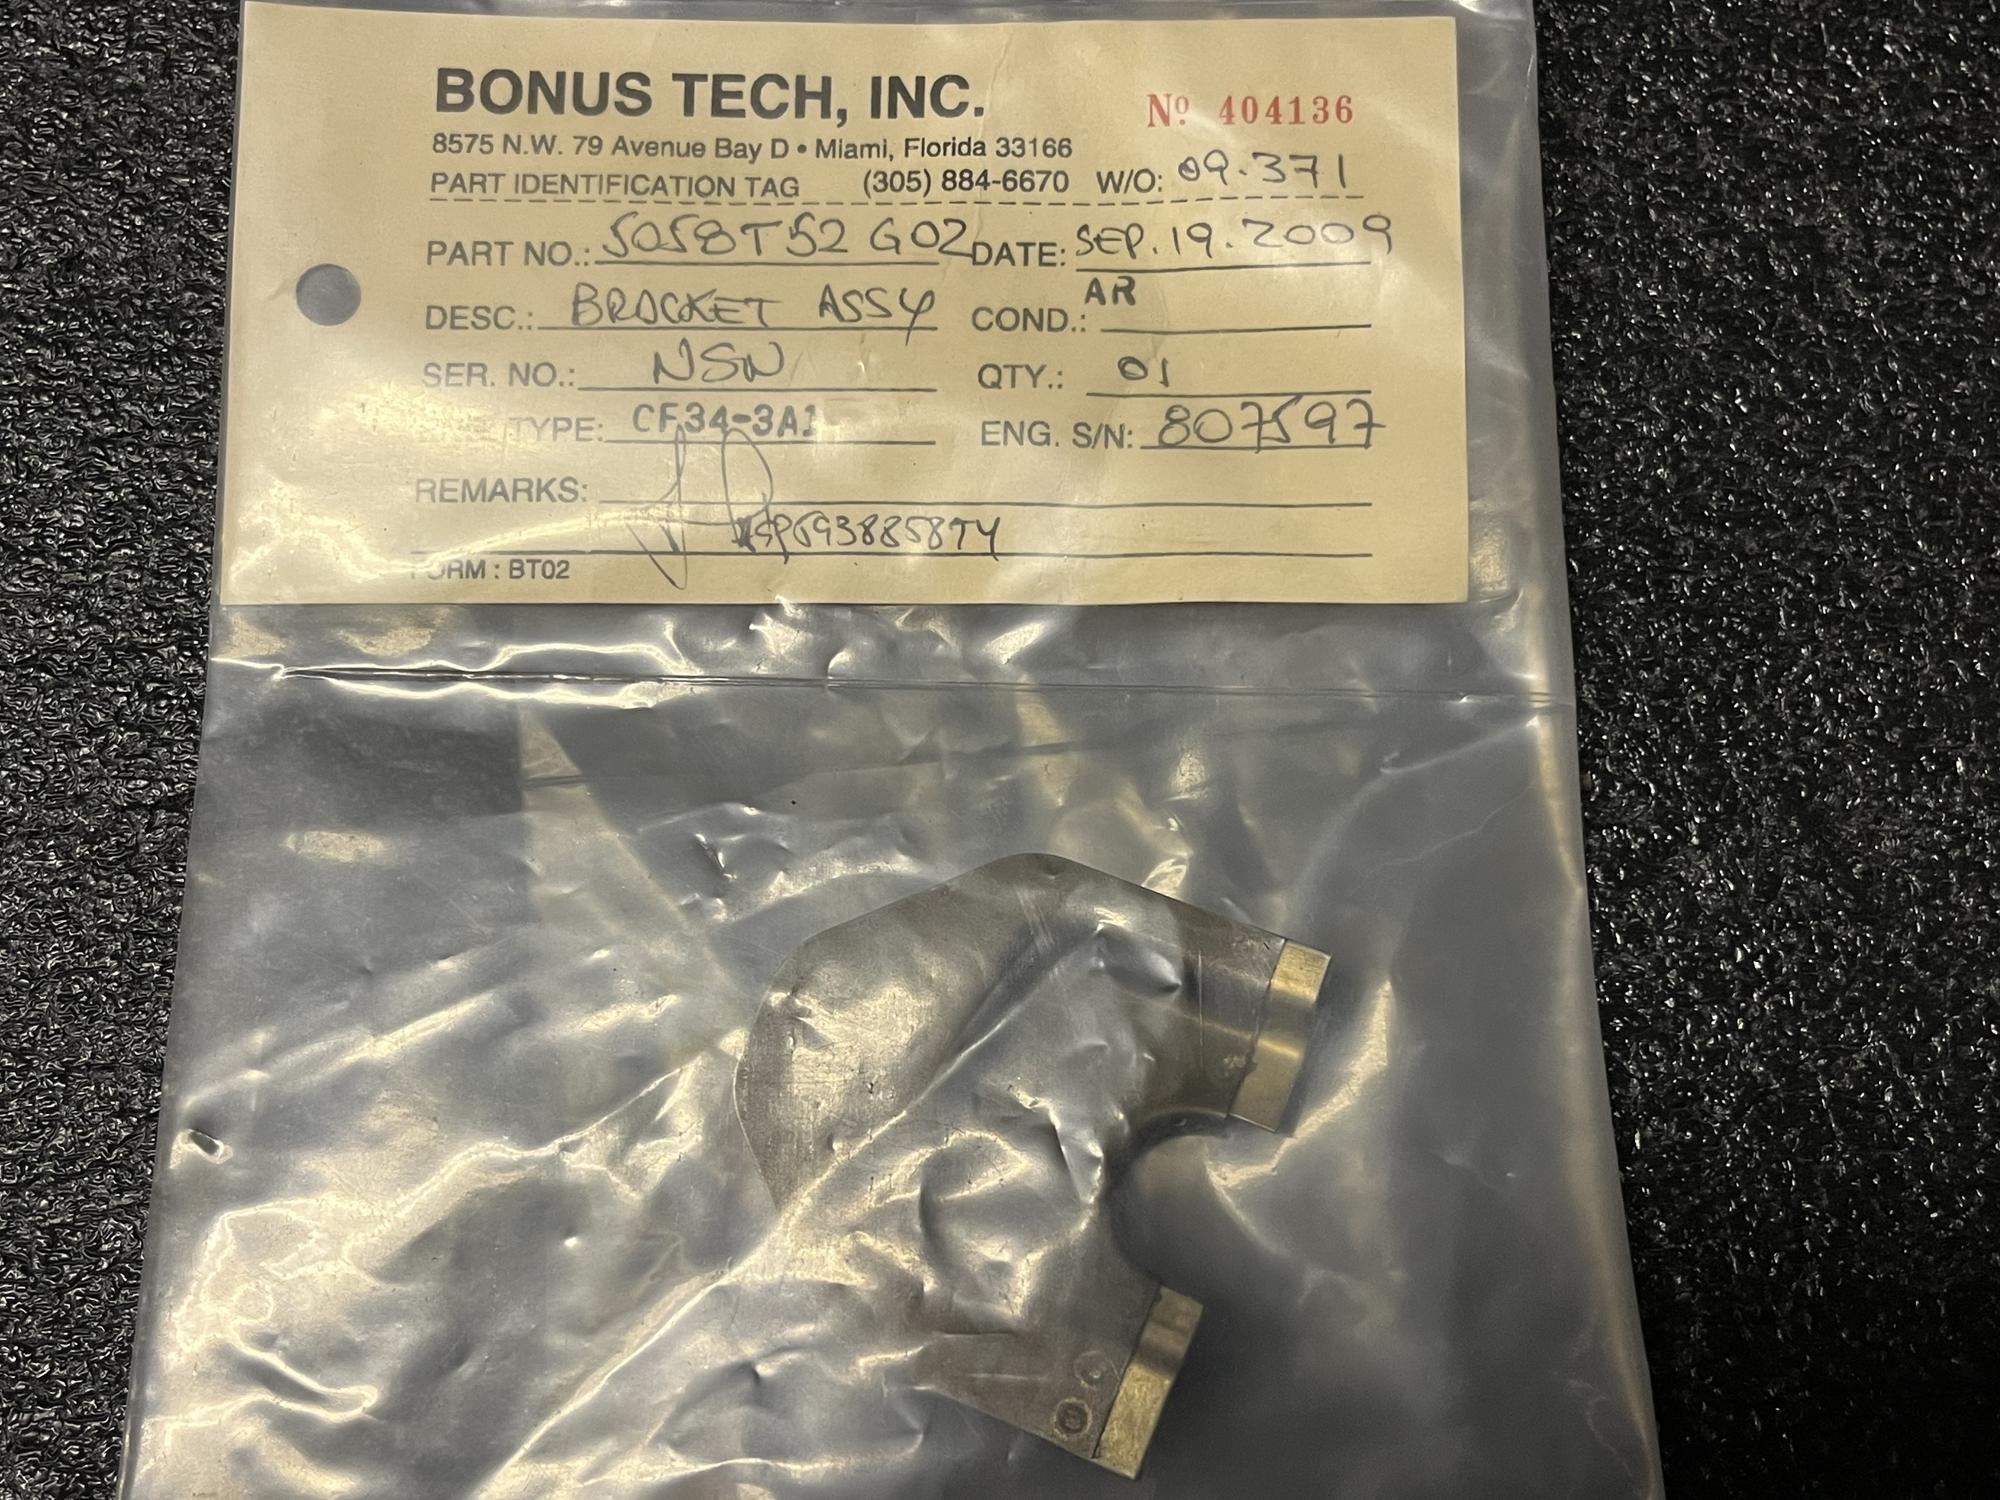 BONUS TECH, INC.
Nº 404136
8575 N.W. 79 Avenue Bay D • Miami, Florida 33166
PART IDENTIFICATION TAG (305) 884-6670 W/O: 09.371
PART NO.: 5058T52 G02 DATE: SEP.19.2009
DESC.: BRACKET ASSY COND.: AR
SER. NO.: NSN QTY.: 01
TYPE: CF34-3A1 ENG. S/N: 807597
REMARKS:
FORM : BT02